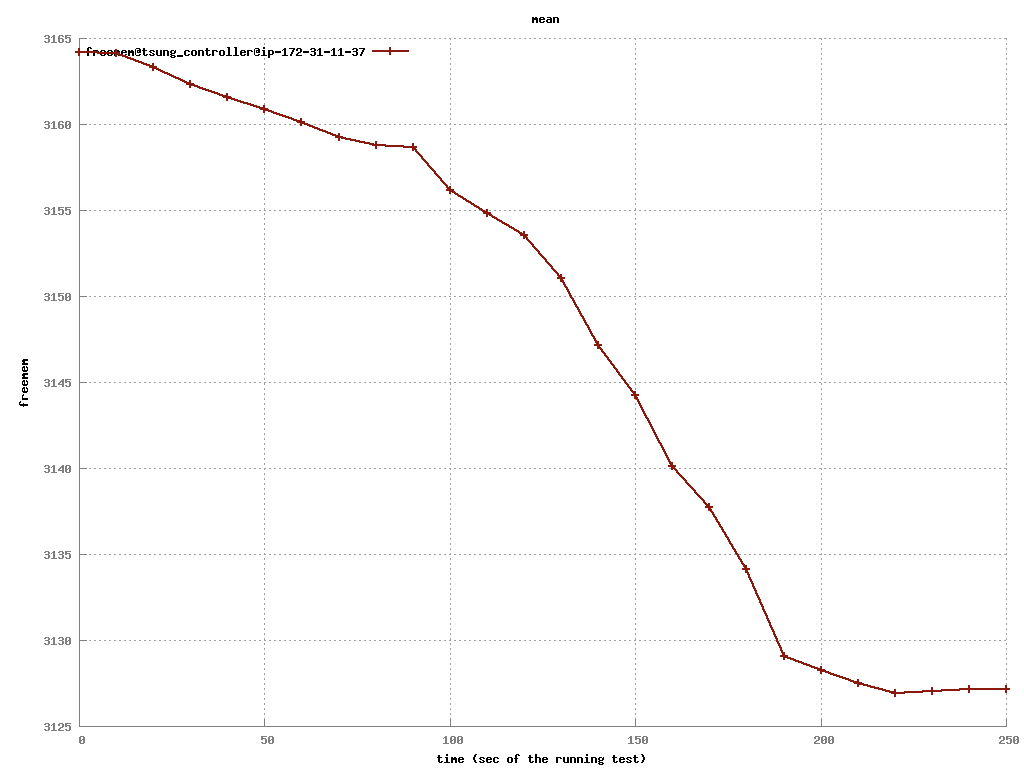 mean
3165
freemem@tsung_controller@ip-172-31-11-37
3160
3155
3150
3145
3140
3135
3130
3125
freemem
0 50 100 150 200 250
time (sec of the running test)